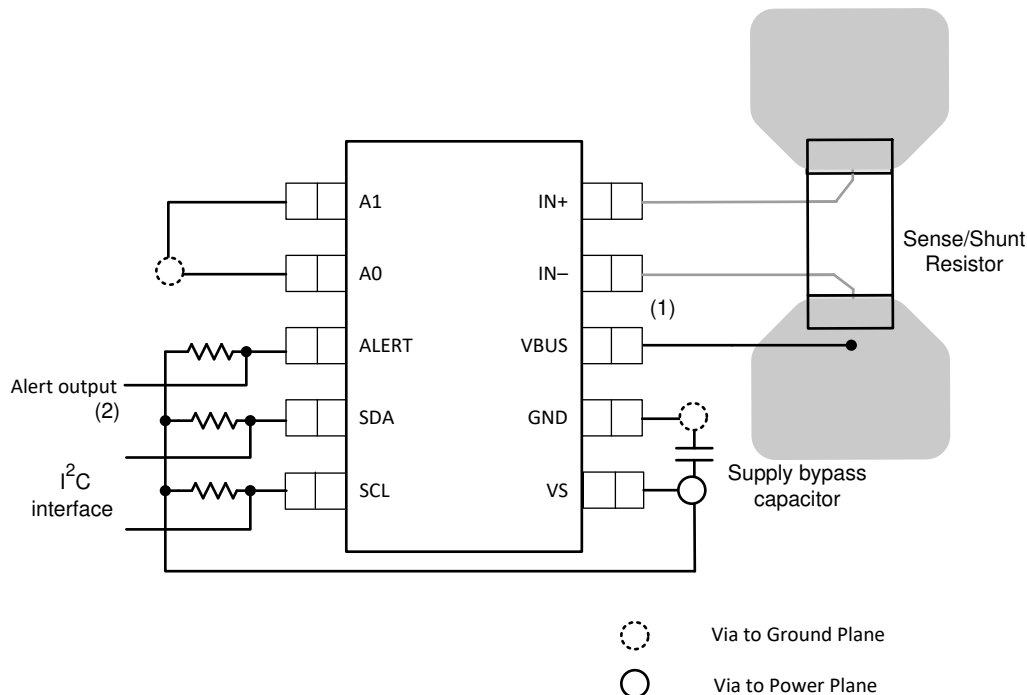 A1
A0
ALERT
SDA
SCL
IN+
IN–
VBUS
GND
VS
(1)
Alert output
(2)
I²C
interface
Sense/Shunt
Resistor
Supply bypass
capacitor
Via to Ground Plane
Via to Power Plane